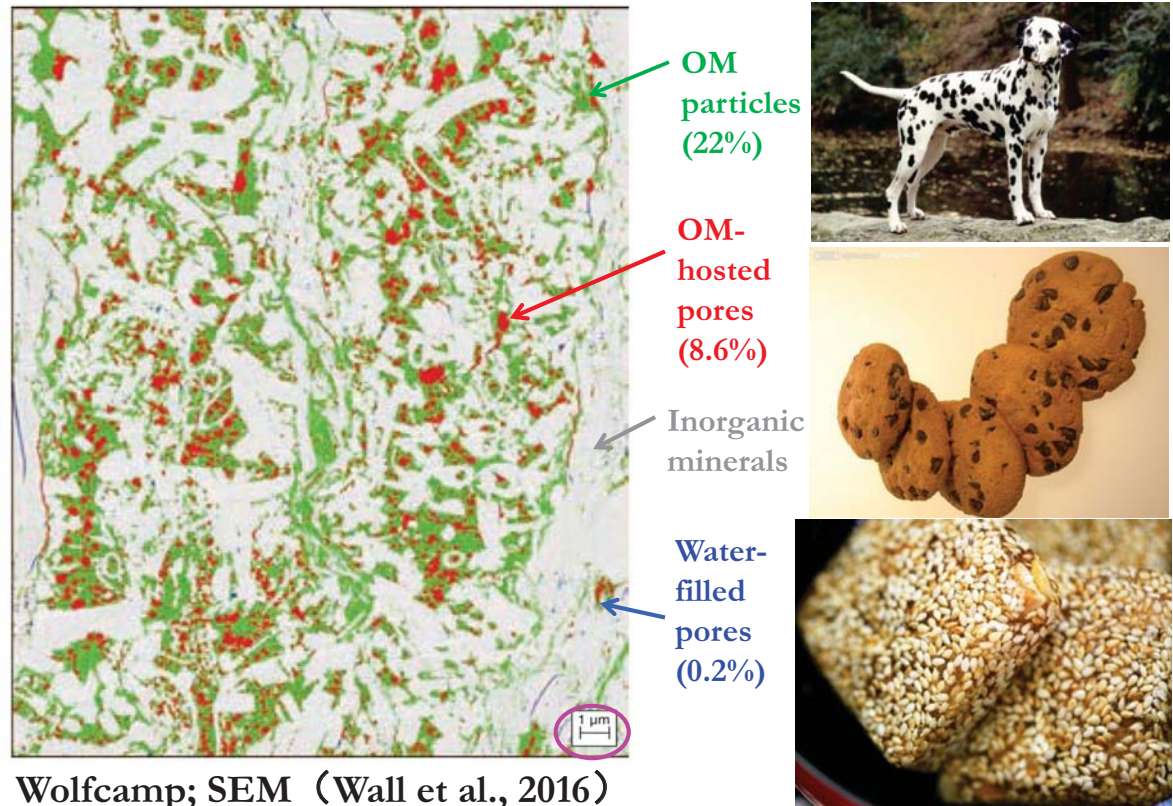 OM
particles
(22%)
OM-
hosted
pores
(8.6%)
Inorganic
minerals
Water-
filled
pores
(0.2%)
1 μm
Wolfcamp; SEM（Wall et al., 2016）